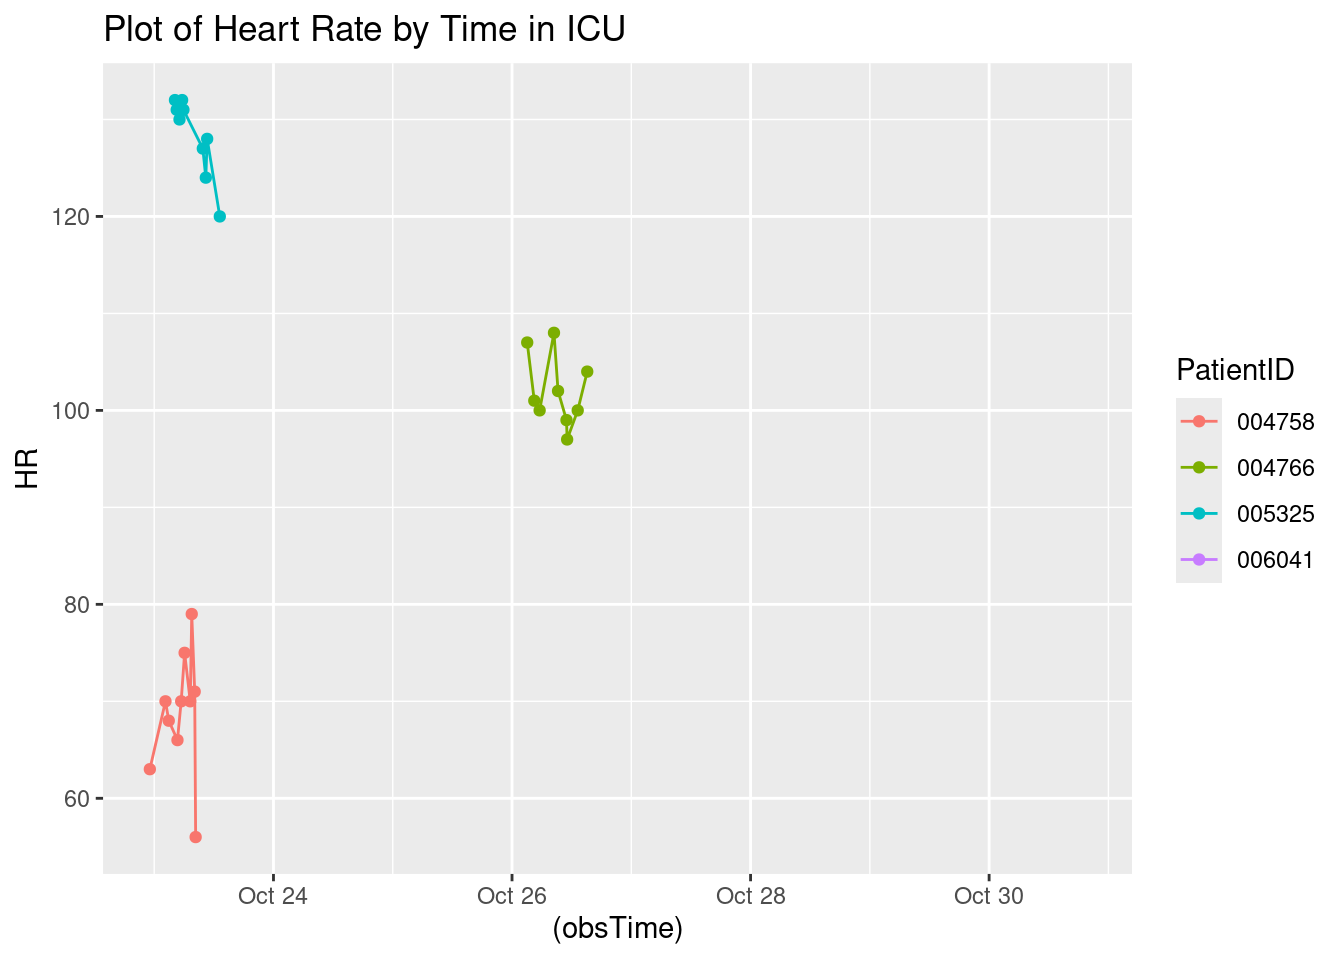 Plot of Heart Rate by Time in ICU
HR
120
100
80
60
Oct 24
Oct 26
Oct 28
Oct 30
(obsTime)
PatientID
004758
004766
005325
006041